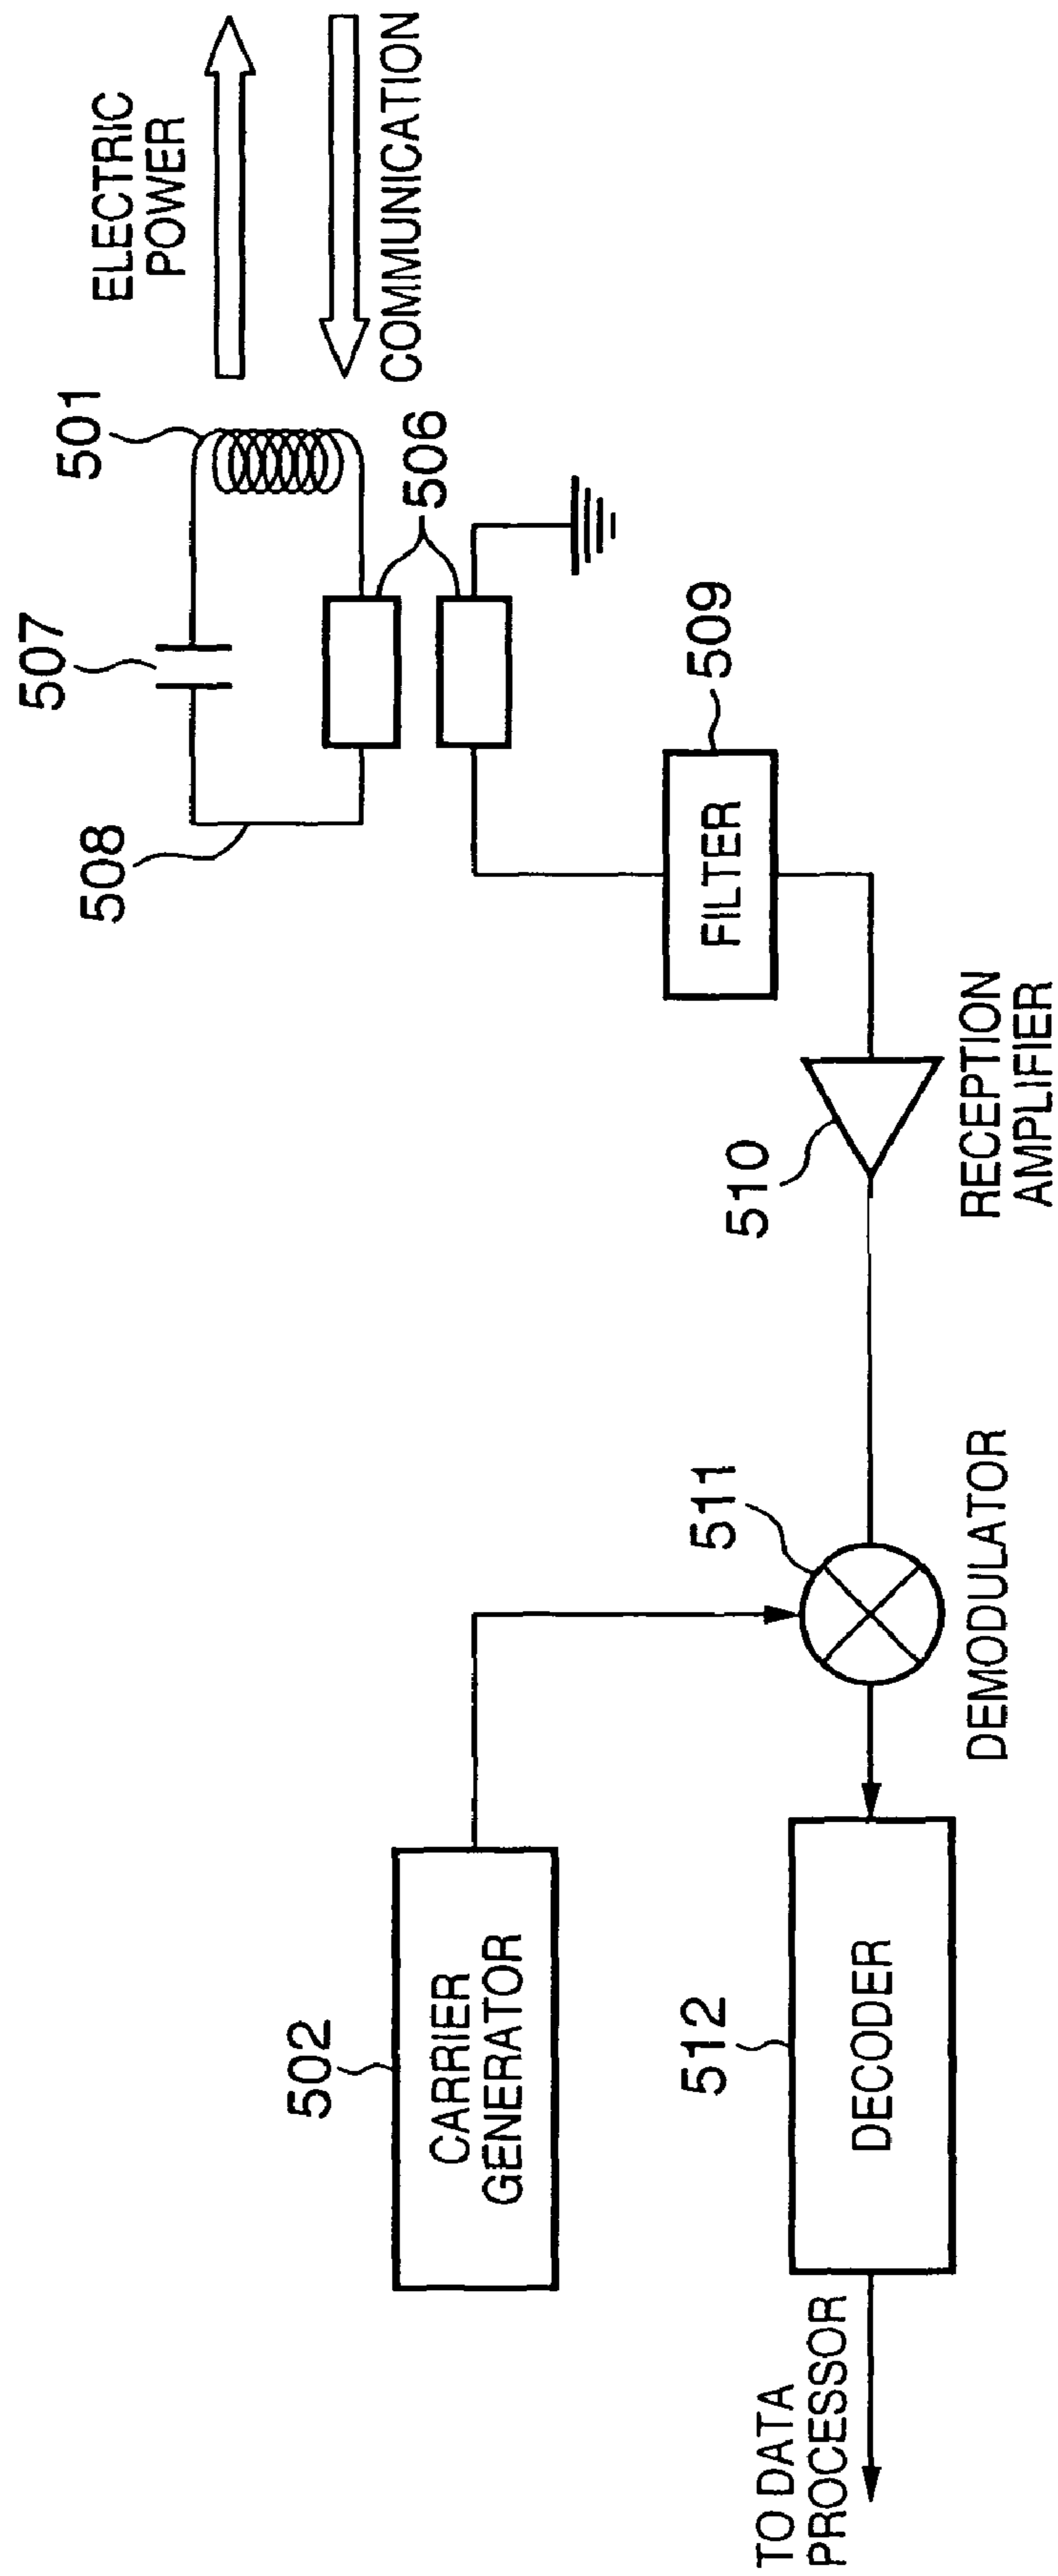 ELECTRIC
POWER
COMMUNICATION
501
506
507
508
509
FILTER
510
RECEPTION
AMPLIFIER
511
DEMODULATOR
502
CARRIER
GENERATOR
512
DECODER
TO DATA
PROCESSOR